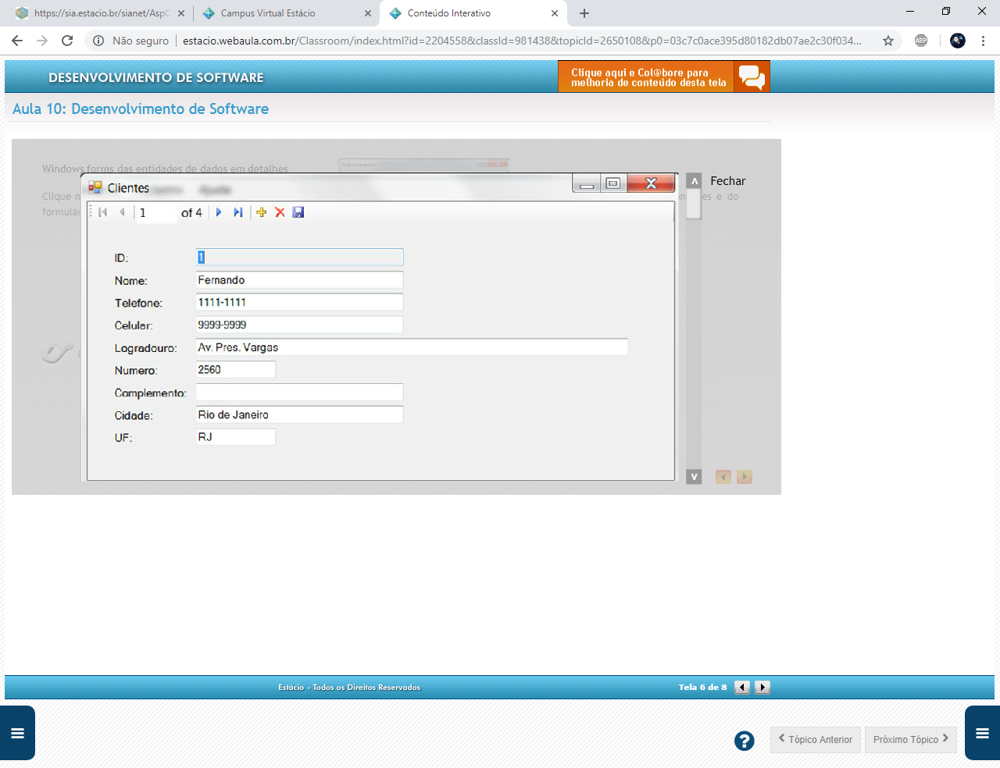 https://sia.estacio.br/sianet/AspC
Campus Virtual Estácio
Conteúdo Interativo
Não seguro
estacio.webaula.com.br/Classroom/index.html?id=2204558&classId=981438&topicId=2650108&p0=03c7c0ace395d80182db07ae2c30f034...
ABP
DESENVOLVIMENTO DE SOFTWARE
Clique aqui e Col@bore para
melhoria de conteúdo desta tela
Aula 10: Desenvolvimento de Software
Windows forms das entidades de dados em detalhes
Add Connection
Clique
es e do
formulár
Clientes
Ajuda
Fechar
1 of 4
ID: 1
Nome: Fernando
Telefone: 1111-1111
Celular: 9999-9999
Logradouro: Av. Pres. Vargas
Numero: 2560
Complemento:
Cidade: Rio de Janeiro
UF: RJ
Estácio - Todos os Direitos Reservados
Tela 6 de 8
?
Tópico Anterior
Próximo Tópico